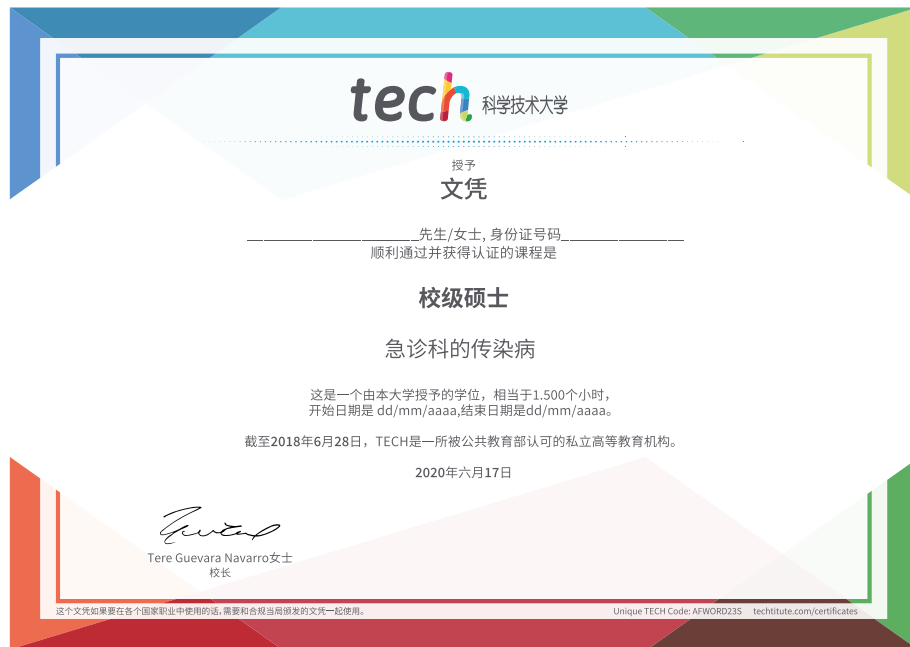 tech 科学技术大学
授予
文凭
______________________先生/女士, 身份证号码________________
顺利通过并获得认证的课程是
校级硕士
急诊科的传染病
这是一个由本大学授予的学位，相当于1.500个小时，
开始日期是 dd/mm/aaaa,结束日期是dd/mm/aaaa。
截至2018年6月28日，TECH是一所被公共教育部认可的私立高等教育机构。
2020年六月17日
Tere Guevara Navarro女士
校长
这个文凭如果要在各个国家职业中使用的话,需要和合规当局颁发的文凭一起使用。
Unique TECH Code: AFWORD23S techtitute.com/certificates